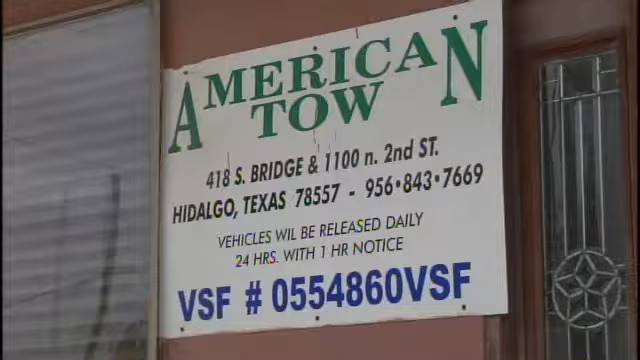 AMERICAN
TOW
418 S. BRIDGE & 1100 n. 2nd ST.
HIDALGO, TEXAS 78557 - 956•843•7669
VEHICLES WIL BE RELEASED DAILY
24 HRS. WITH 1 HR NOTICE
VSF # 0554860VSF